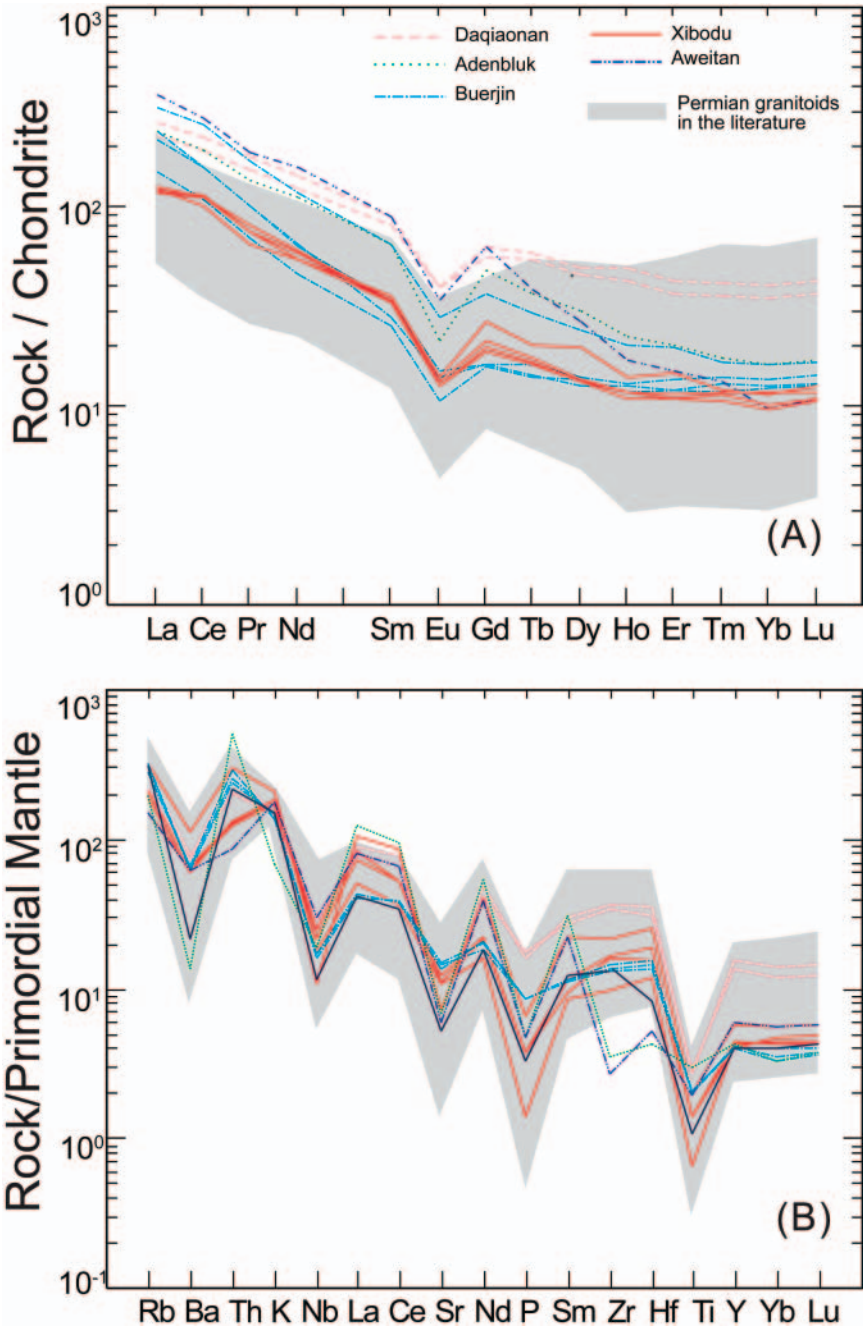 10³
Daqiaonan
Xibodu
Adenbluk
Aweitan
Buerjin
Permian granitoids
in the literature
Rock / Chondrite
10²
10¹
(A)
10⁰
La Ce Pr Nd Sm Eu Gd Tb Dy Ho Er Tm Yb Lu
10³
Rock/Primordial Mantle
10²
10¹
10⁰
(B)
10⁻¹
Rb Ba Th K Nb La Ce Sr Nd P Sm Zr Hf Ti Y Yb Lu